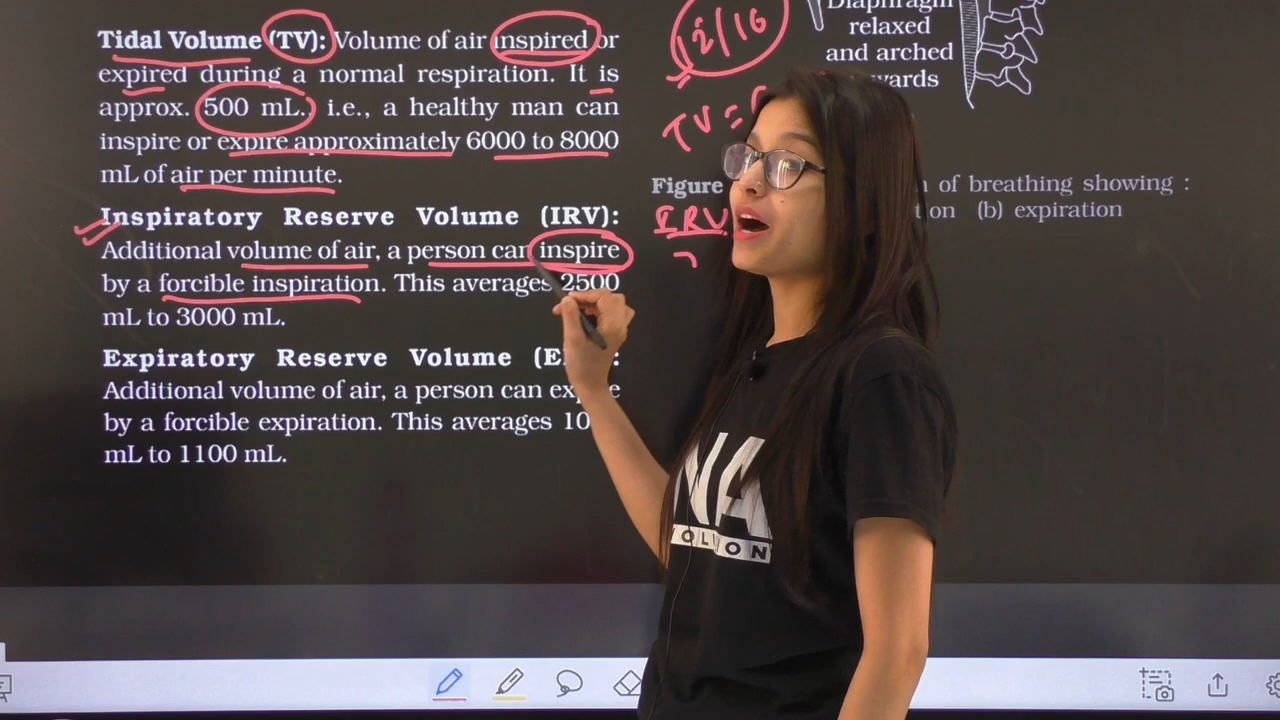 Tidal Volume (TV): Volume of air inspired or
expired during a normal respiration. It is
approx. 500 mL., i.e., a healthy man can
inspire or expire approximately 6000 to 8000
mL of air per minute.
Inspiratory Reserve Volume (IRV):
Additional volume of air, a person can inspire
by a forcible inspiration. This averages 2500
mL to 3000 mL.
Expiratory Reserve Volume
Additional volume of air, a person can
by a forcible expiration. This averages
mL to 1100 mL.
12/16
TV =
IRV
Diaphragm
relaxed
and arched
Figure of breathing showing :
(b) expiration
NA